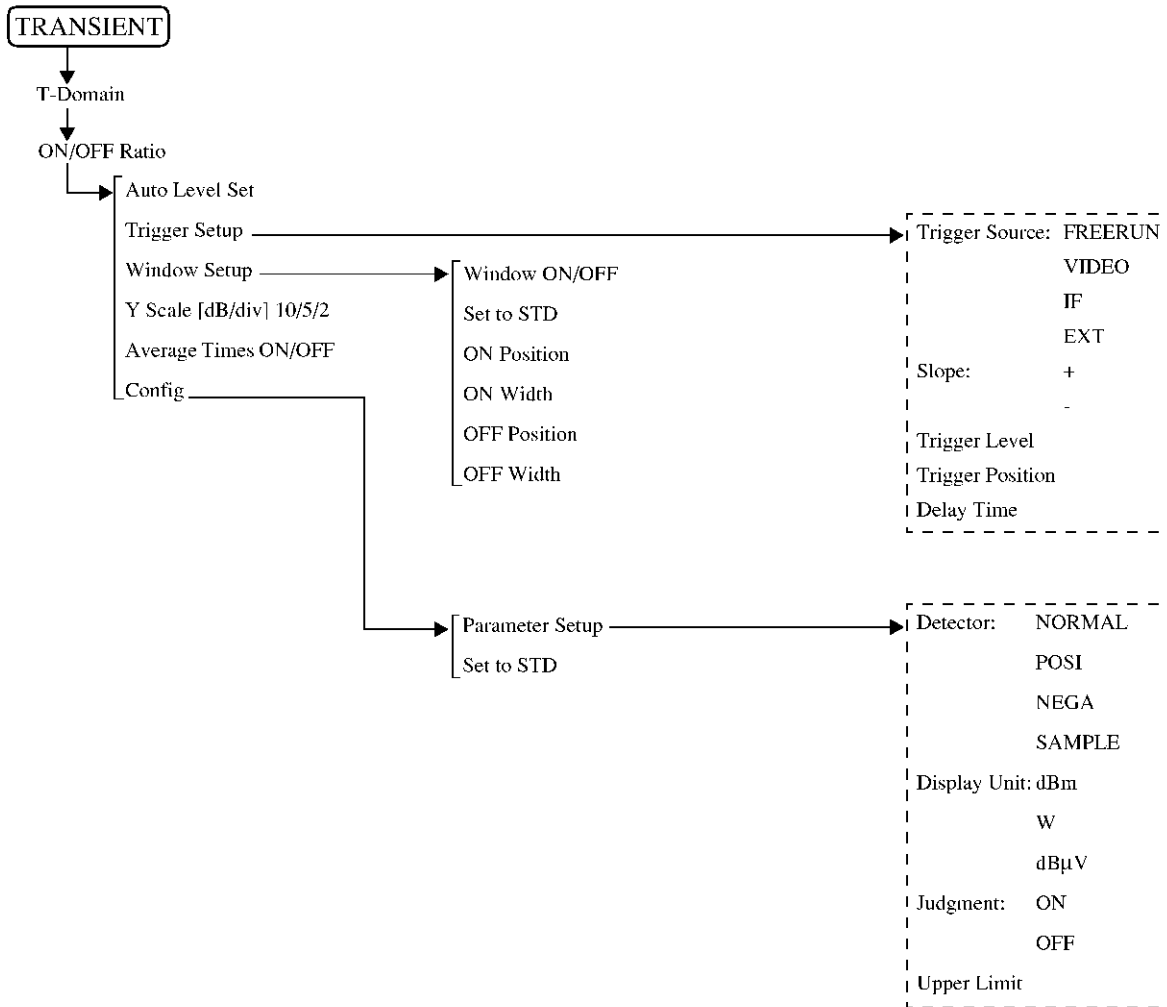 TRANSIENT
T-Domain
ON/OFF Ratio
Auto Level Set
Trigger Setup
Window Setup
Y Scale [dB/div] 10/5/2
Average Times ON/OFF
Config
Window ON/OFF
Set to STD
ON Position
ON Width
OFF Position
OFF Width
Trigger Source: FREERUN
VIDEO
IF
EXT
Slope: +
-
Trigger Level
Trigger Position
Delay Time
Parameter Setup
Set to STD
Detector: NORMAL
POSI
NEGA
SAMPLE
Display Unit: dBm
W
dBμV
Judgment: ON
OFF
Upper Limit